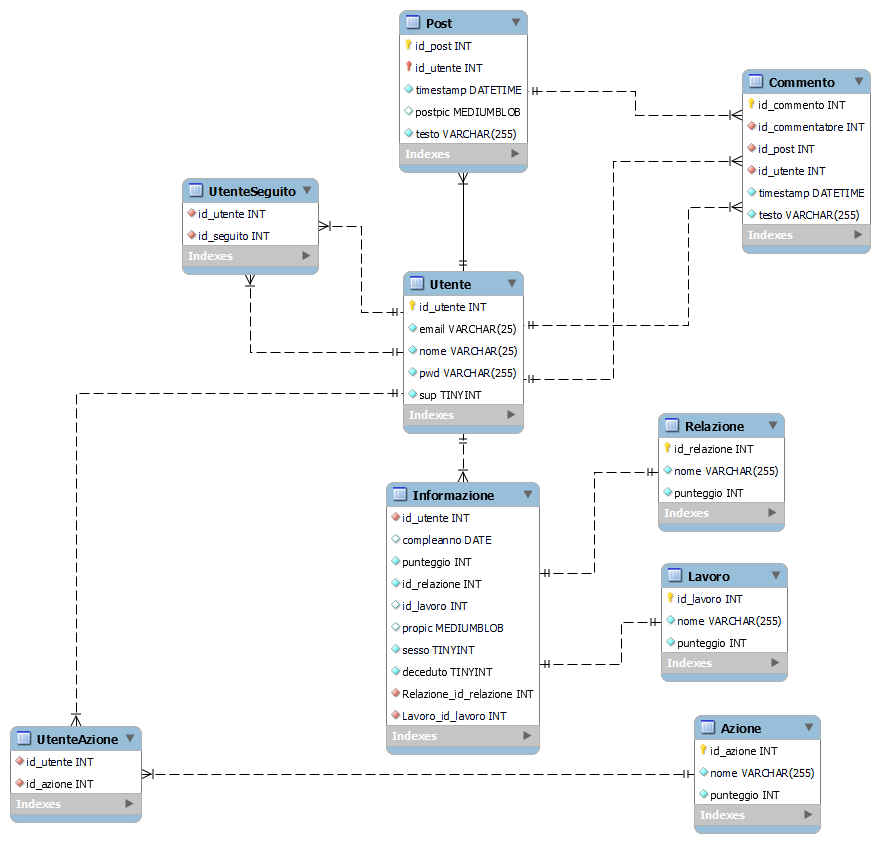 Post
id_post INT
id_utente INT
timestamp DATETIME
postpic MEDIUMBLOB
testo VARCHAR(255)
Indexes
Commento
id_commento INT
id_commentatore INT
id_post INT
id_utente INT
timestamp DATETIME
testo VARCHAR(255)
Indexes
UtenteSeguito
id_utente INT
id_seguito INT
Indexes
Utente
id_utente INT
email VARCHAR(25)
nome VARCHAR(25)
pwd VARCHAR(255)
sup TINYINT
Indexes
Relazione
id_relazione INT
nome VARCHAR(255)
punteggio INT
Indexes
Informazione
id_utente INT
compleanno DATE
punteggio INT
id_relazione INT
id_lavoro INT
propic MEDIUMBLOB
sesso TINYINT
deceduto TINYINT
Relazione_id_relazione INT
Lavoro_id_lavoro INT
Indexes
Lavoro
id_lavoro INT
nome VARCHAR(255)
punteggio INT
Indexes
UtenteAzione
id_utente INT
id_azione INT
Indexes
Azione
id_azione INT
nome VARCHAR(255)
punteggio INT
Indexes